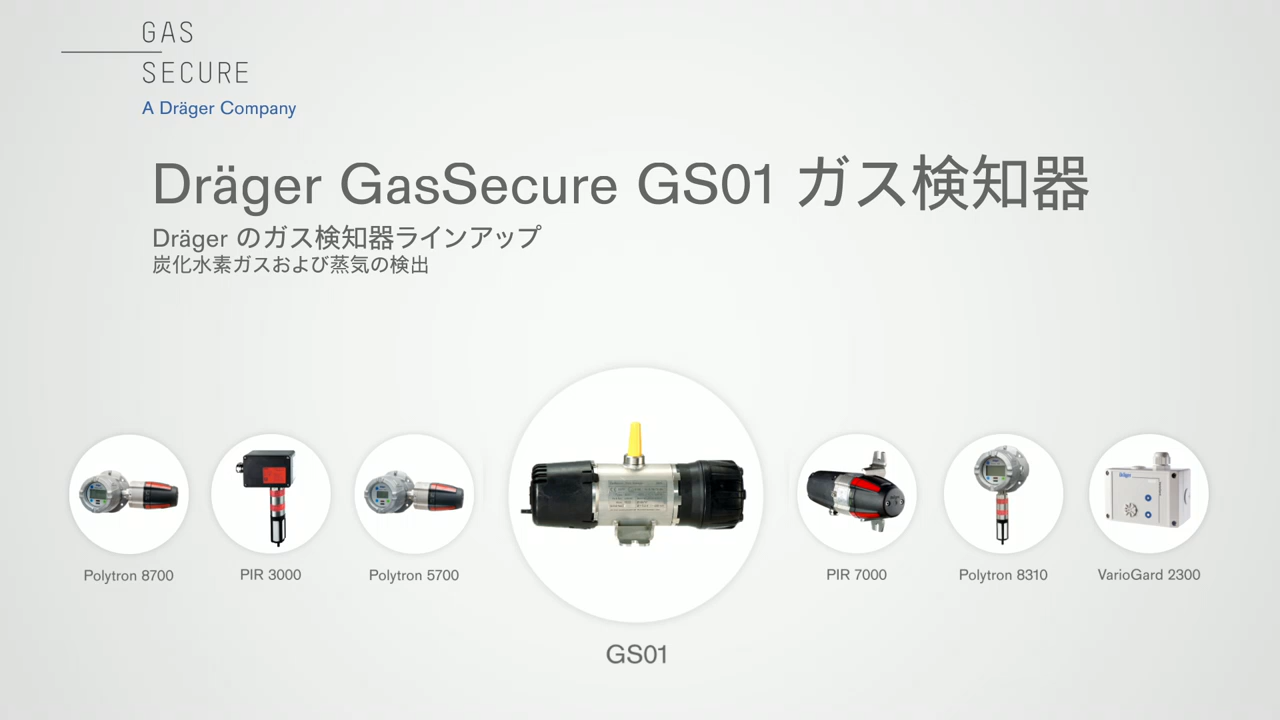 GAS
SECURE
A Dräger Company
Dräger GasSecure GS01 ガス検知器
Dräger のガス検知器ラインアップ
炭化水素ガスおよび蒸気の検出
Dräger
Polytron 8700
PIR 3000
Polytron 5700
PIR 7000
Polytron 8310
VarioGard 2300
GS01